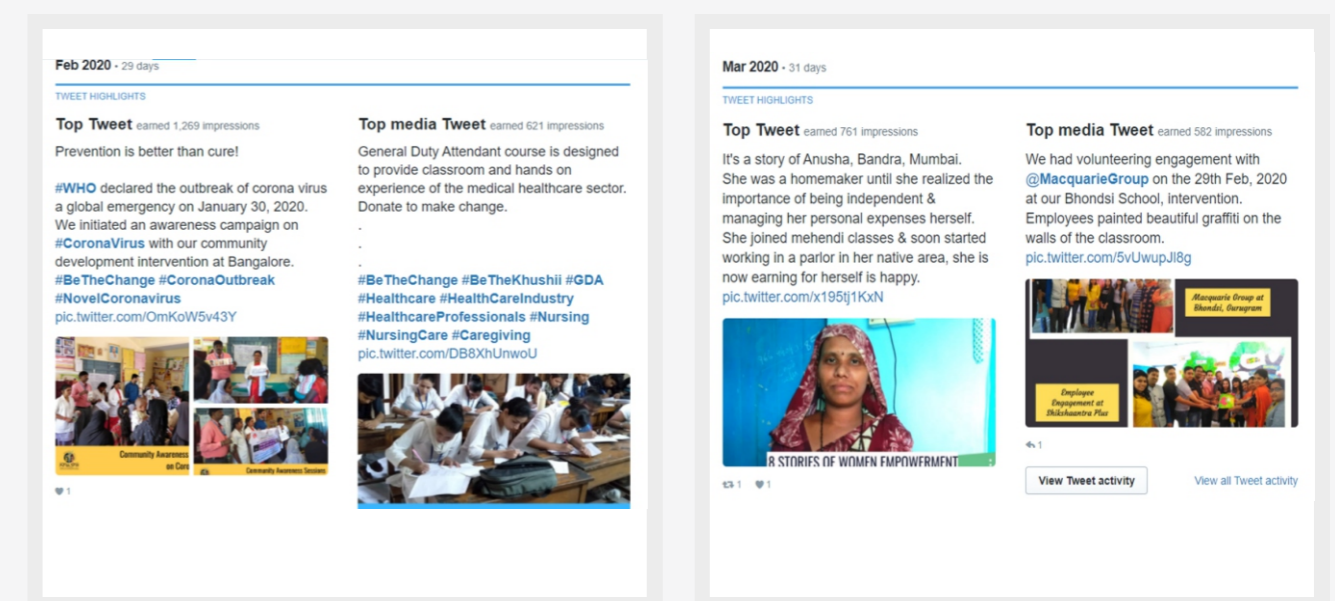 Feb 2020 • 29 days
TWEET HIGHLIGHTS
Top Tweet earned 1,269 impressions
Prevention is better than cure!
#WHO declared the outbreak of corona virus
a global emergency on January 30, 2020.
We initiated an awareness campaign on
#CoronaVirus with our community
development intervention at Bangalore.
#BeTheChange #CoronaOutbreak
#NovelCoronavirus
pic.twitter.com/OmKoW5v43Y
Community Awareness
on Coro
Community Awareness Sessions
1
Top media Tweet earned 621 impressions
General Duty Attendant course is designed
to provide classroom and hands on
experience of the medical healthcare sector.
Donate to make change.
.
.
.
#BeTheChange #BeTheKhushii #GDA
#Healthcare #HealthCareIndustry
#HealthcareProfessionals #Nursing
#NursingCare #Caregiving
pic.twitter.com/DB8XhUnwoU
Mar 2020 • 31 days
TWEET HIGHLIGHTS
Top Tweet earned 761 impressions
It's a story of Anusha, Bandra, Mumbai.
She was a homemaker until she realized the
importance of being independent &
managing her personal expenses herself.
She joined mehendi classes & soon started
working in a parlor in her native area, she is
now earning for herself is happy.
pic.twitter.com/x195tj1KxN
8 STORIES OF WOMEN EMPOWERMENT
1 1
Top media Tweet earned 582 impressions
We had volunteering engagement with
@MacquarieGroup on the 29th Feb, 2020
at our Bhondsi School, intervention.
Employees painted beautiful graffiti on the
walls of the classroom.
pic.twitter.com/5vUwupJl8g
Macquarie Group at
Bhondsi, Gurugram
Employee
Engagement at
Shikshaantra Plus
1
View Tweet activity
View all Tweet activity